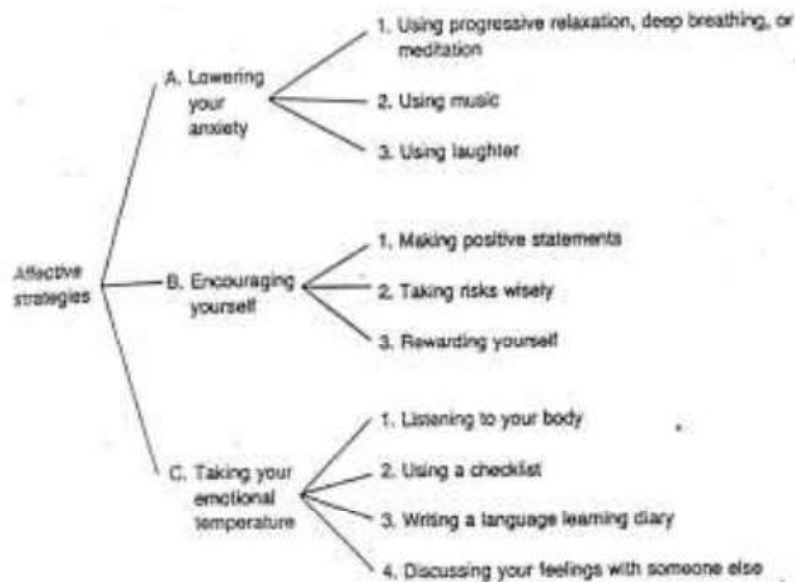 1. Using progressive relaxation, deep breathing, or
meditation
A. Lowering
your
anxiety
2. Using music
3. Using laughter
Affective
strategies
B. Encouraging
yourself
1. Making positive statements
2. Taking risks wisely
3. Rewarding yourself
C. Taking your
emotional
temperature
1. Listening to your body
2. Using a checklist
3. Writing a language learning diary
4. Discussing your feelings with someone else